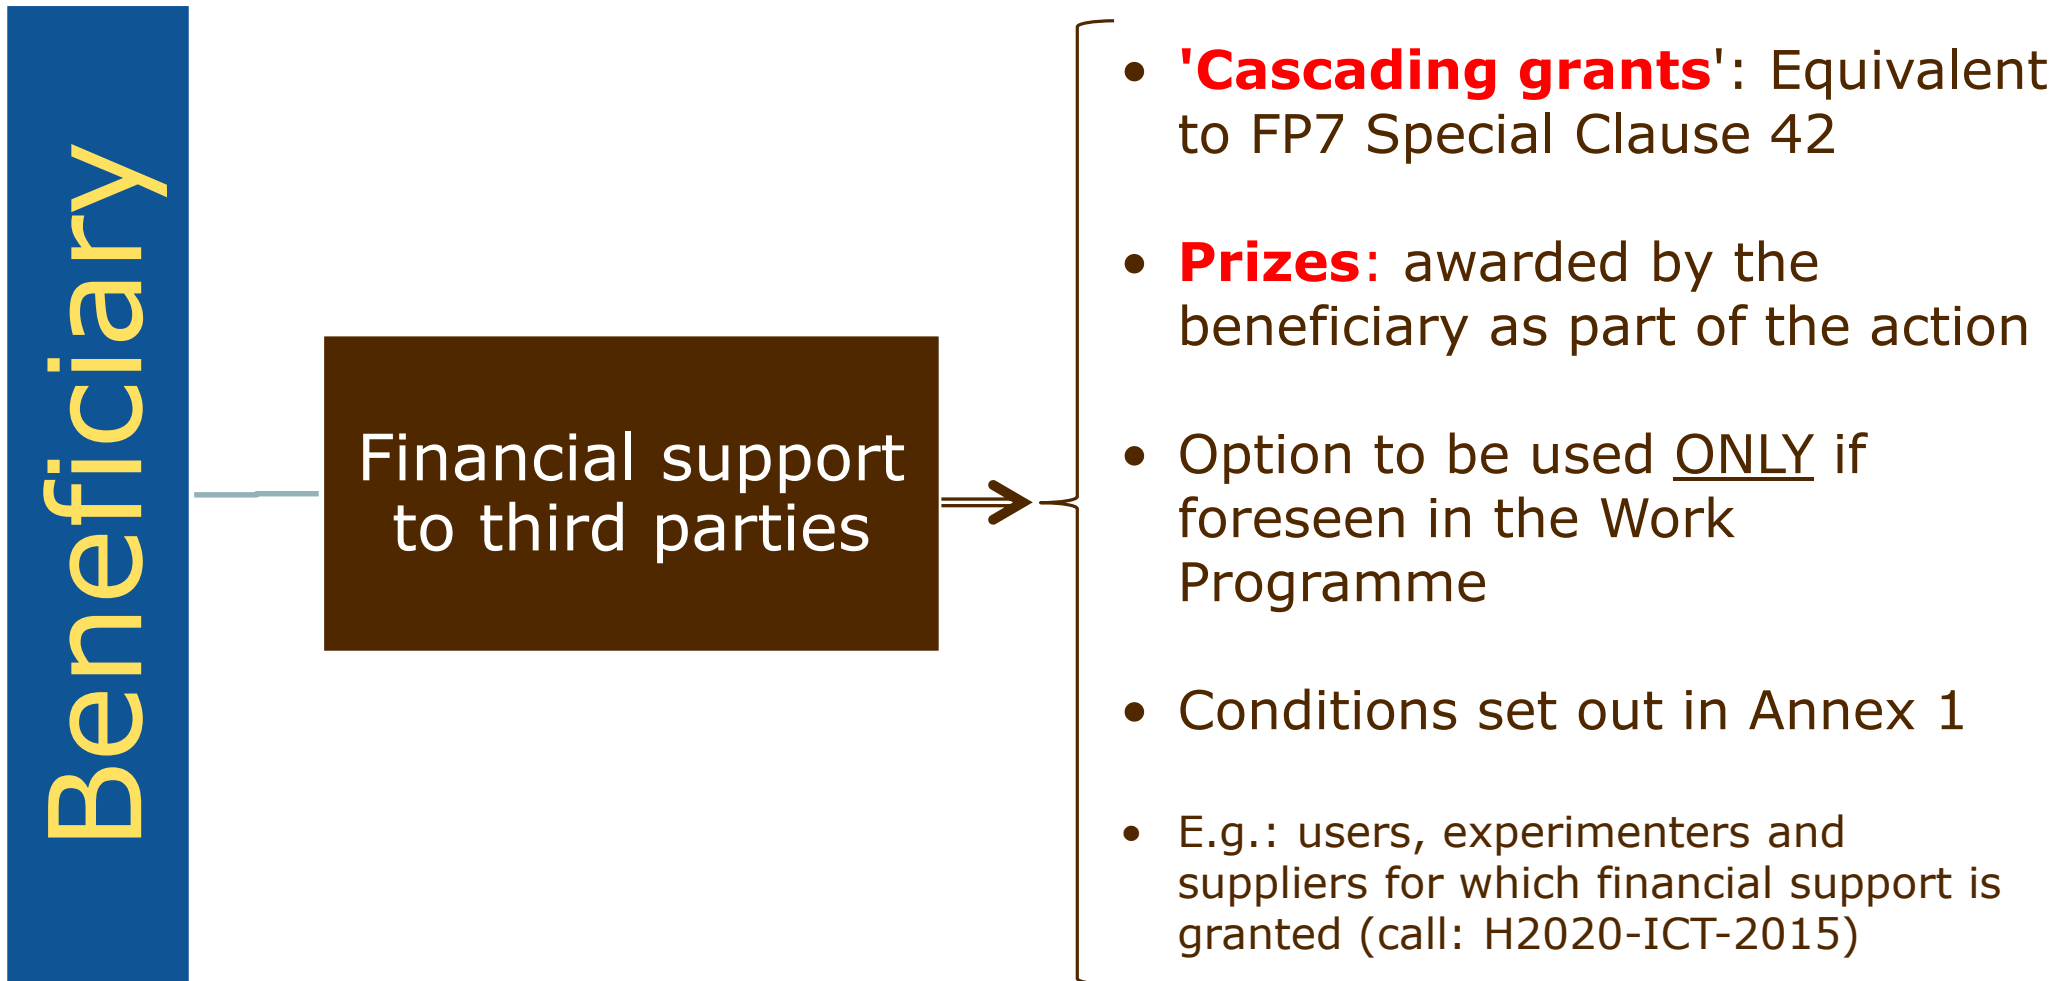 Beneficiary
Financial support
to third parties
• 'Cascading grants': Equivalent
to FP7 Special Clause 42
• Prizes: awarded by the
beneficiary as part of the action
• Option to be used ONLY if
foreseen in the Work
Programme
• Conditions set out in Annex 1
• E.g.: users, experimenters and
suppliers for which financial support is
granted (call: H2020-ICT-2015)